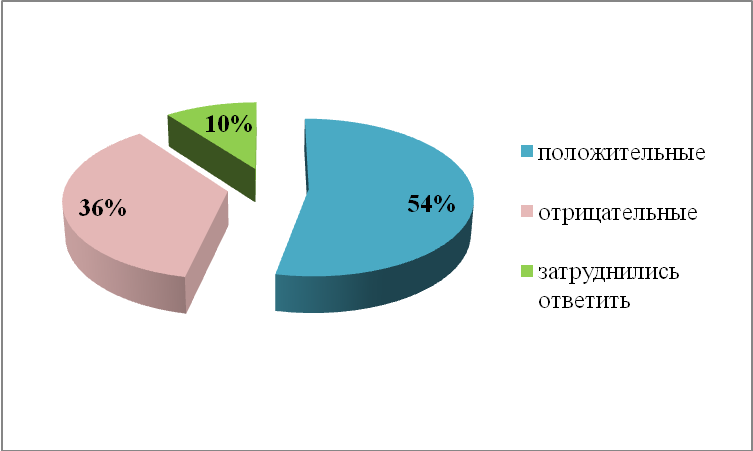 10%
36%
54%
положительные
отрицательные
затруднились
ответить